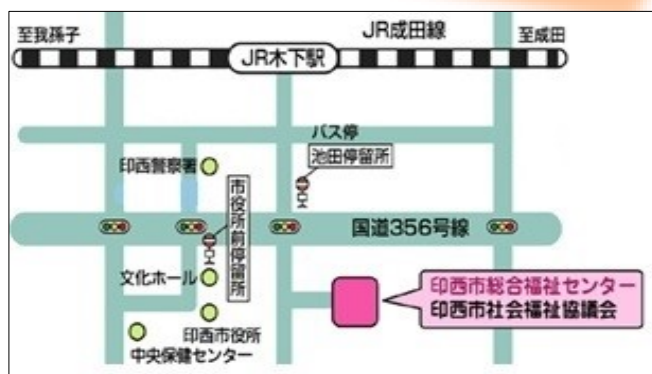 至我孫子
JR成田線
至成田
JR木下駅
バス停
池田停留所
印西警察署
市役所前停留所
国道356号線
文化ホール
印西市総合福祉センター
印西市社会福祉協議会
印西市役所
中央保健センター